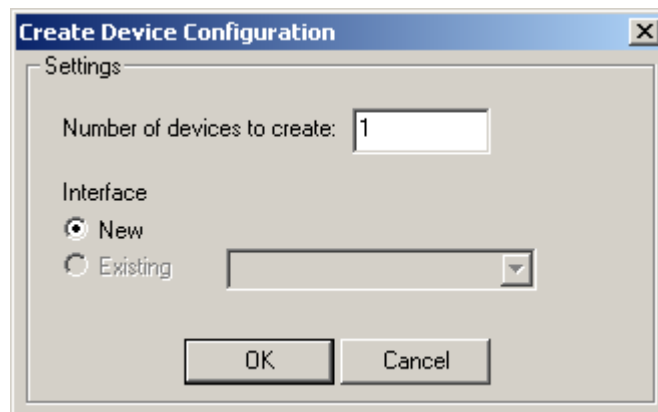 Create Device Configuration
Settings
Number of devices to create: 1
Interface
New
Existing
OK Cancel